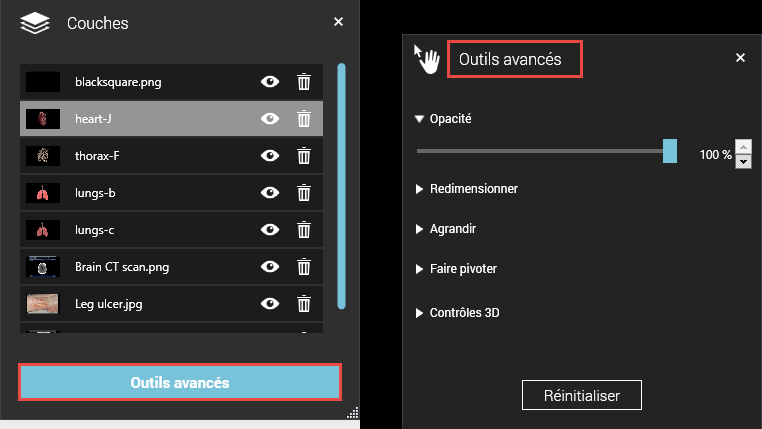 Couches
blacksquare.png
heart-J
thorax-F
lungs-b
lungs-c
Brain CT scan.png
Leg ulcer.jpg
Outils avancés
Outils avancés
Opacité
100 %
Redimensionner
Agrandir
Faire pivoter
Contrôles 3D
Réinitialiser